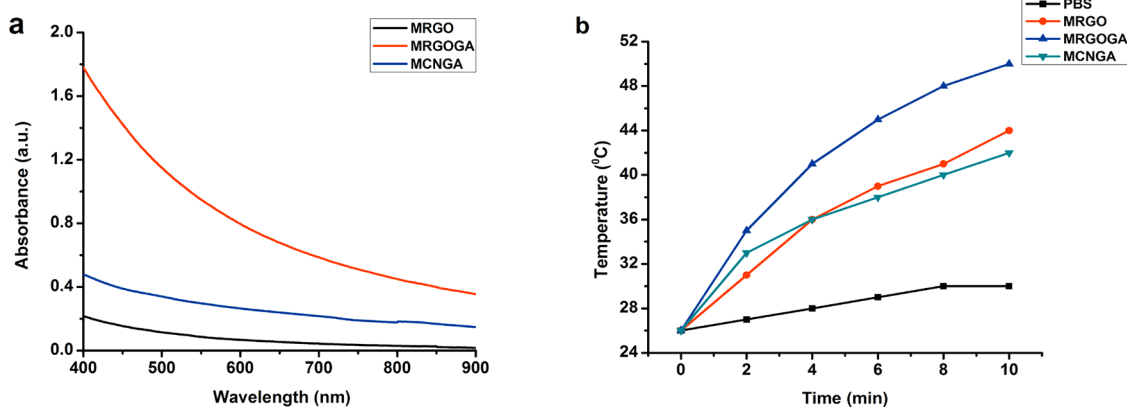 a
2.0
1.6
1.2
0.8
0.4
0.0
400 500 600 700 800 900
Absorbance (a.u.)
Wavelength (nm)
MRGO
MRGOGA
MCNGA
b
52
48
44
40
36
32
28
24
0 2 4 6 8 10
Temperature (⁰C)
Time (min)
PBS
MRGO
MRGOGA
MCNGA